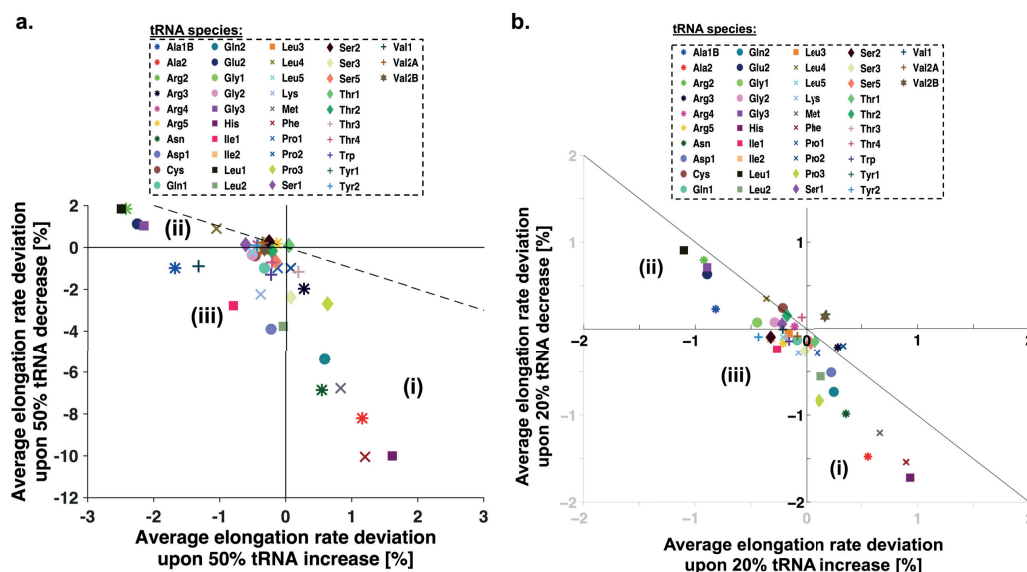 a.
tRNA species:
Ala1B Gln2 Leu3 Ser2 Val1
Ala2 Glu2 Leu4 Ser3 Val2A
Arg2 Gly1 Leu5 Ser5 Val2B
Arg3 Gly2 Lys Thr1
Arg4 Gly3 Met Thr2
Arg5 His Phe Thr3
Asn Ile1 Pro1 Thr4
Asp1 Ile2 Pro2 Trp
Cys Leu1 Pro3 Tyr1
Gln1 Leu2 Ser1 Tyr2
Average elongation rate deviation
upon 50% tRNA decrease [%]
2
0
-2
-4
-6
-8
-10
-12
(ii)
(iii)
(i)
-3 -2 -1 0 1 2 3
Average elongation rate deviation
upon 50% tRNA increase [%]
b.
tRNA species:
Ala1B Gln2 Leu3 Ser2 Val1
Ala2 Glu2 Leu4 Ser3 Val2A
Arg2 Gly1 Leu5 Ser5 Val2B
Arg3 Gly2 Lys Thr1
Arg4 Gly3 Met Thr2
Arg5 His Phe Thr3
Asn Ile1 Pro1 Thr4
Asp1 Ile2 Pro2 Trp
Cys Leu1 Pro3 Tyr1
Gln1 Leu2 Ser1 Tyr2
Average elongation rate deviation
upon 20% tRNA decrease [%]
2
1
0
−1
−2
1
0
−1
−2
(ii)
(iii)
(i)
−2 −1 0 1 2
Average elongation rate deviation
upon 20% tRNA increase [%]